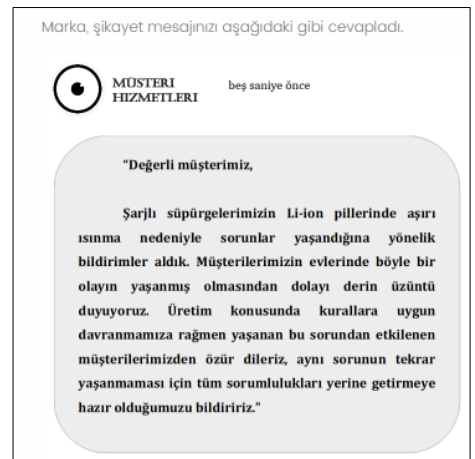 Marka, şikayet mesajınızı aşağıdaki gibi cevapladı.
MÜSTERI
HIZMETLERI
beş saniye önce
"Değerli müşterimiz,
Şarjlı süpürgelerimizin Li-ion pillerinde aşırı
ısınma nedeniyle sorunlar yaşandığına yönelik
bildirimler aldık. Müşterilerimizin evlerinde böyle bir
olayın yaşanmış olmasından dolayı derin üzüntü
duyuyoruz. Üretim konusunda kurallara uygun
davranmamıza rağmen yaşanan bu sorundan etkilenen
müşterilerimizden özür dileriz, aynı sorunun tekrar
yaşanmaması için tüm sorumlulukları yerine getirmeye
hazır olduğumuzu bildiririz."